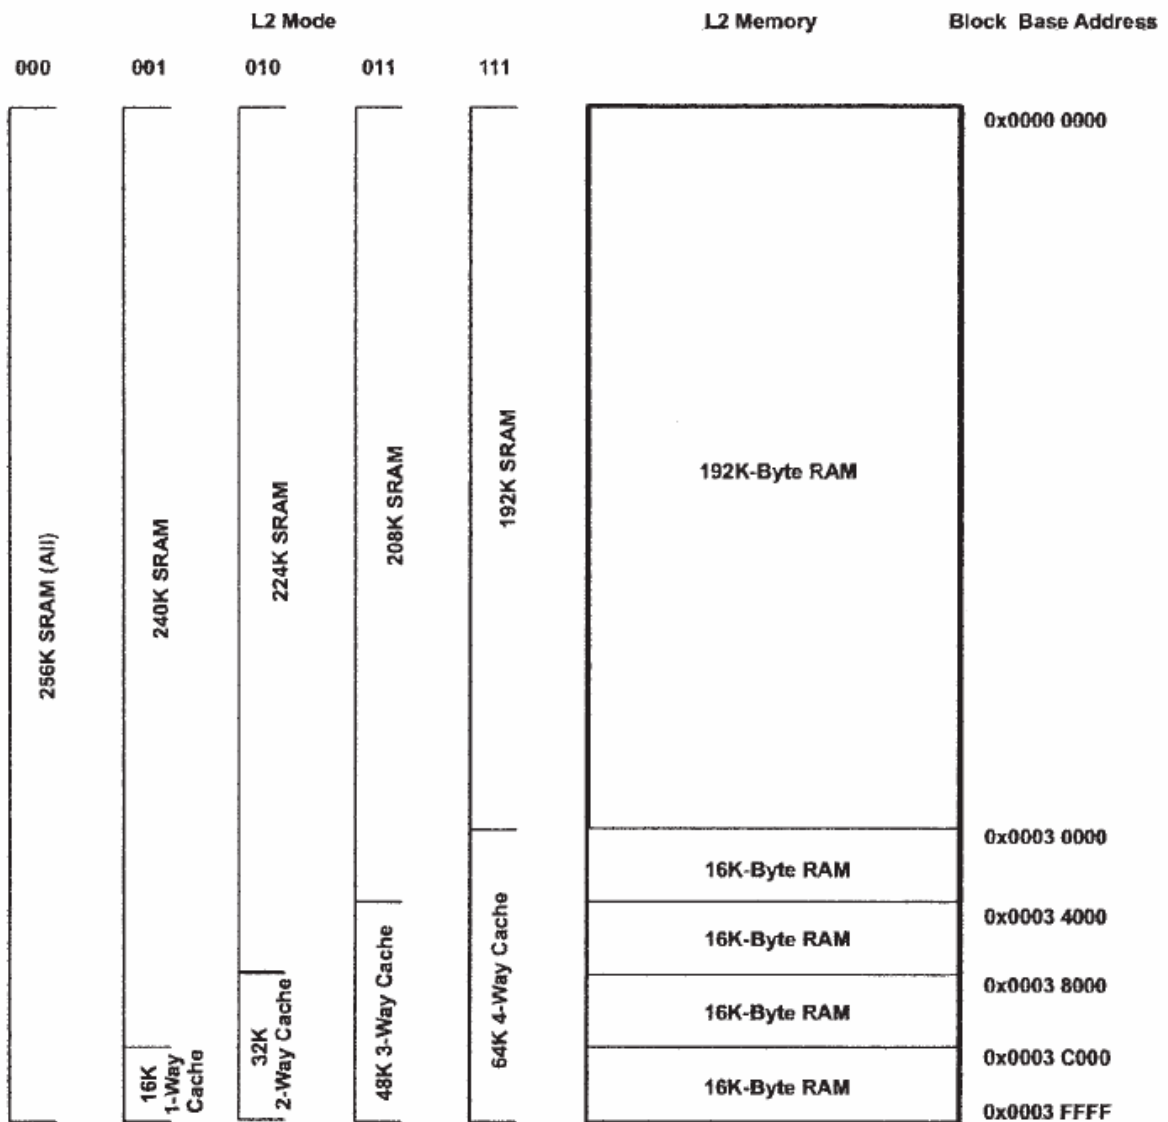 L2 Mode
L2 Memory
Block Base Address
000
001
010
011
111
0x0000 0000
256K SRAM (All)
240K SRAM
224K SRAM
208K SRAM
192K SRAM
192K-Byte RAM
0x0003 0000
16K-Byte RAM
0x0003 4000
16K-Byte RAM
0x0003 8000
16K-Byte RAM
0x0003 C000
16K-Byte RAM
0x0003 FFFF
16K
1-Way
Cache
32K
2-Way Cache
48K 3-Way Cache
64K 4-Way Cache